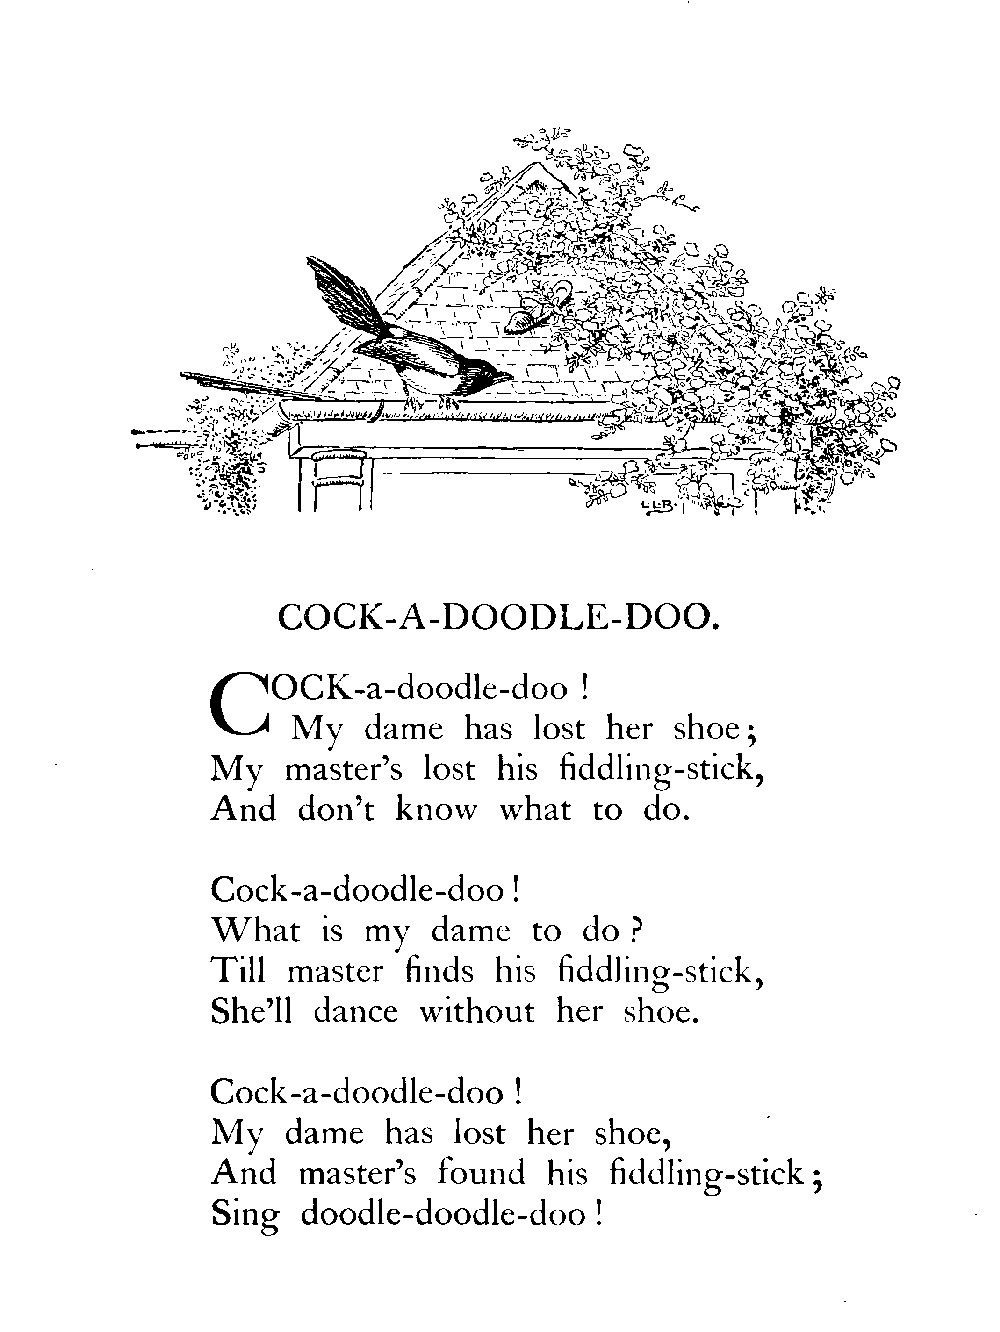 L.L.B.
COCK-A-DOODLE-DOO.
COCK-a-doodle-doo !
My dame has lost her shoe;
My master's lost his fiddling-stick,
And don't know what to do.
Cock-a-doodle-doo !
What is my dame to do ?
Till master finds his fiddling-stick,
She'll dance without her shoe.
Cock-a-doodle-doo !
My dame has lost her shoe,
And master's found his fiddling-stick ;
Sing doodle-doodle-doo !